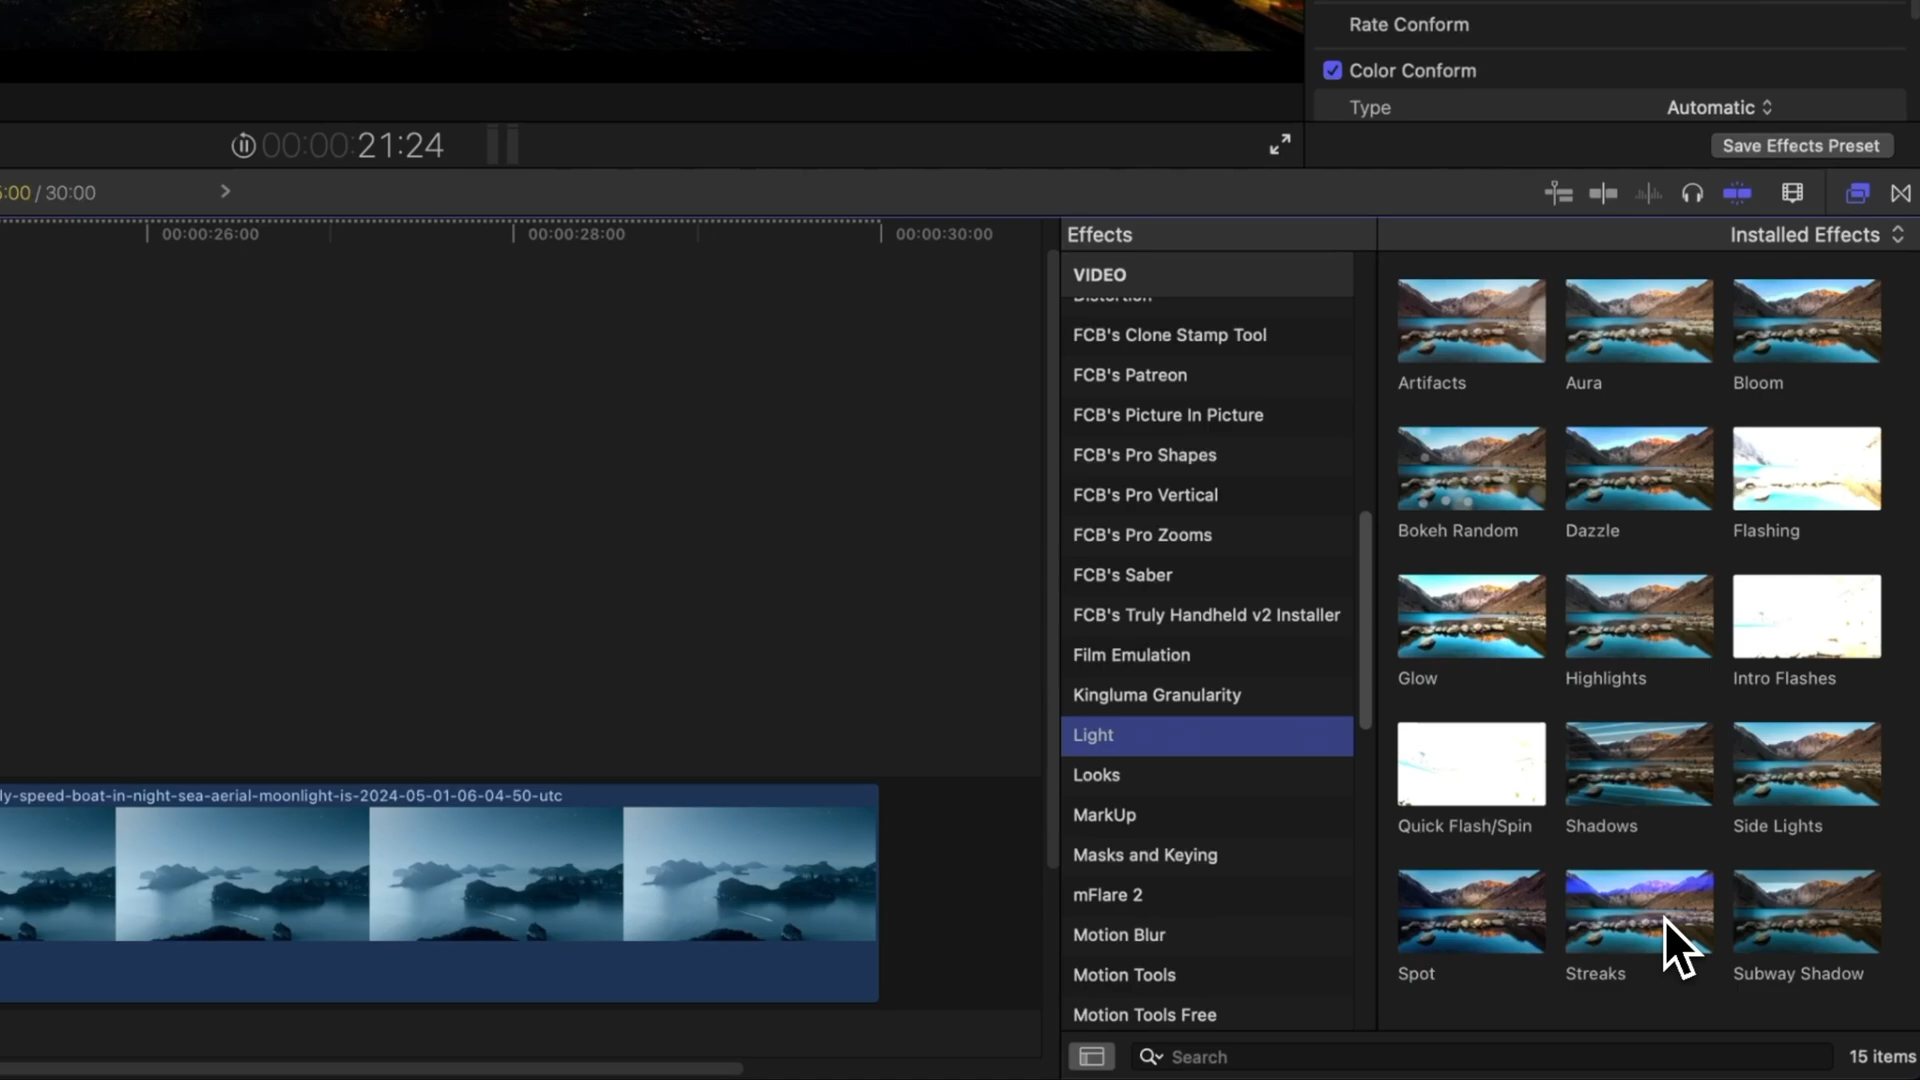 Rate Conform
Color Conform
Type
Automatic
00:00:21:24
Save Effects Preset
5:00 / 30:00
00:00:26:00
00:00:28:00
00:00:30:00
Effects
Installed Effects
VIDEO
Distortion
FCB's Clone Stamp Tool
FCB's Patreon
FCB's Picture In Picture
FCB's Pro Shapes
FCB's Pro Vertical
FCB's Pro Zooms
FCB's Saber
FCB's Truly Handheld v2 Installer
Film Emulation
Kingluma Granularity
Light
Looks
MarkUp
Masks and Keying
mFlare 2
Motion Blur
Motion Tools
Motion Tools Free
Artifacts
Aura
Bloom
Bokeh Random
Dazzle
Flashing
Glow
Highlights
Intro Flashes
Quick Flash/Spin
Shadows
Side Lights
Spot
Streaks
Subway Shadow
ly-speed-boat-in-night-sea-aerial-moonlight-is-2024-05-01-06-04-50-utc
Search
15 items